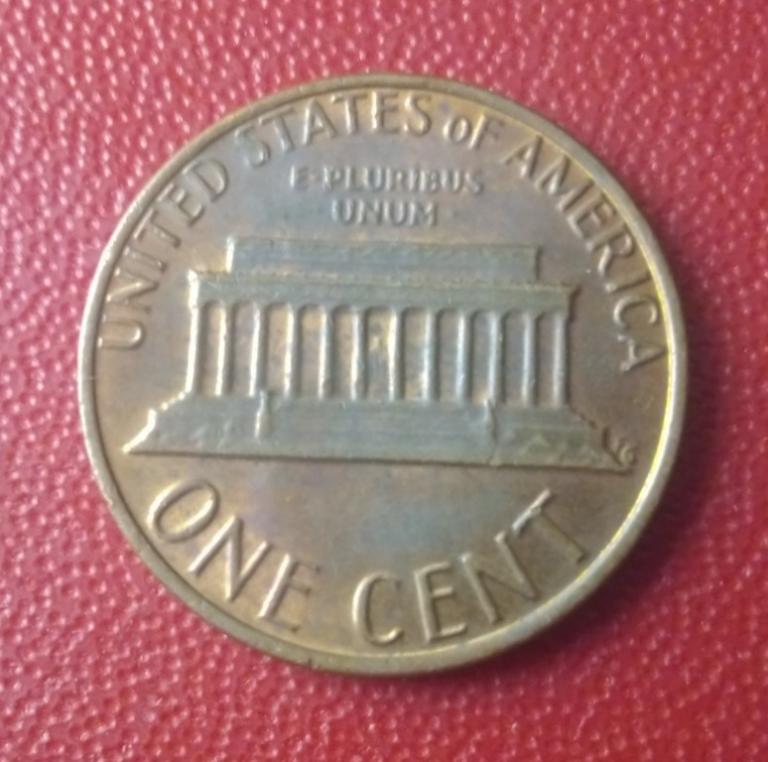 UNITED STATES OF AMERICA
E·PLURIBUS
UNUM
ONE CENT